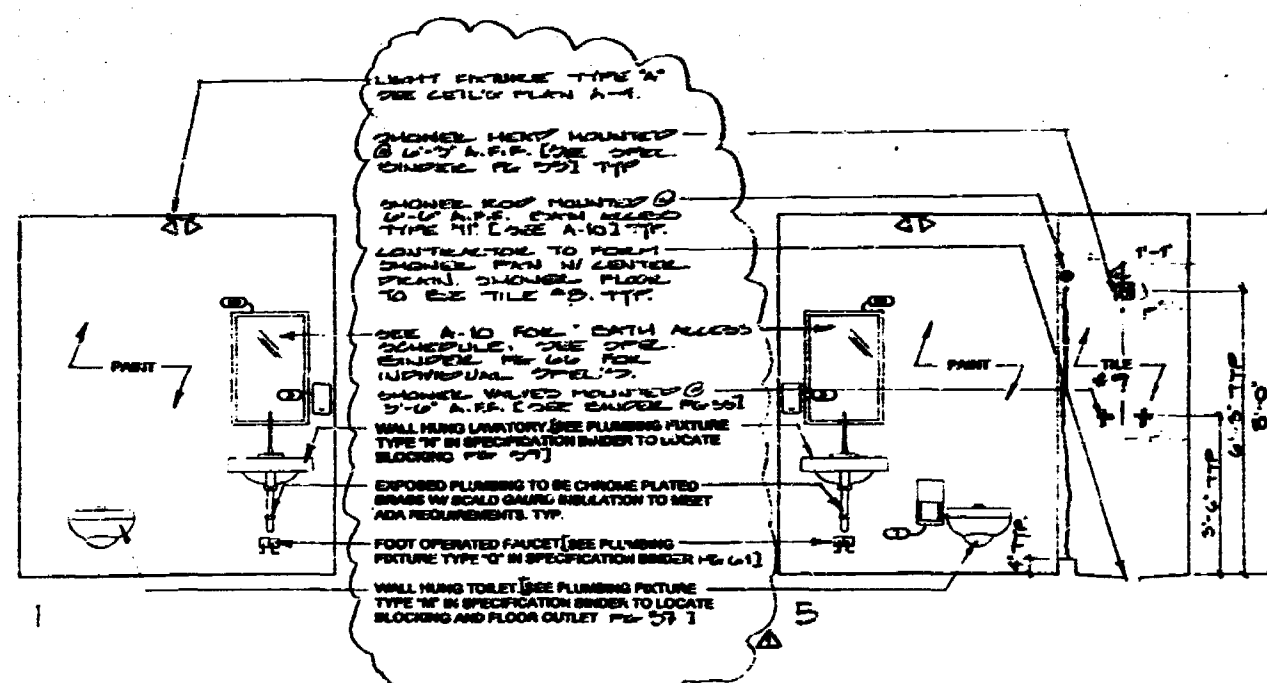 LIGHT FIXTURE TYPE "A"
SEE CEIL'G PLAN A-4.
SHOWER HEAD MOUNTED
@ 6'-3" A.F.F. [SEE SPEC.
BINDER PG 55] TYP
SHOWER ROD MOUNTED @
6'-6" A.F.F. BATH ACCESS
TYPE [SEE A-10] TYP.
CONTRACTOR TO FORM
SHOWER PAN W/ CENTER
DRAIN. SHOWER FLOOR
TO BE TILE #3. TYP.
SEE A-10 FOR BATH ACCESS
SCHEDULE. SEE SPEC.
BINDER PG 66 FOR
INDIVIDUAL SPEC'S.
SHOWER VALVES MOUNTED @
3'-6" A.F.F. [SEE BINDER PG 55]
WALL HUNG LAVATORY [SEE PLUMBING FIXTURE
TYPE "N" IN SPECIFICATION BINDER TO LOCATE
BLOCKING PG 59]
EXPOSED PLUMBING TO BE CHROME PLATED
BRASS W/ SCALD GAURD INSULATION TO MEET
ADA REQUIREMENTS. TYP.
FOOT OPERATED FAUCET [SEE PLUMBING
FIXTURE TYPE "O" IN SPECIFICATION BINDER PG 61]
WALL HUNG TOILET [SEE PLUMBING FIXTURE
TYPE "M" IN SPECIFICATION BINDER TO LOCATE
BLOCKING AND FLOOR OUTLET PG 57]
PAINT
PAINT
TILE
4" TYP.
3'-6" TYP
6'-3" TYP
8'-0"
1
5